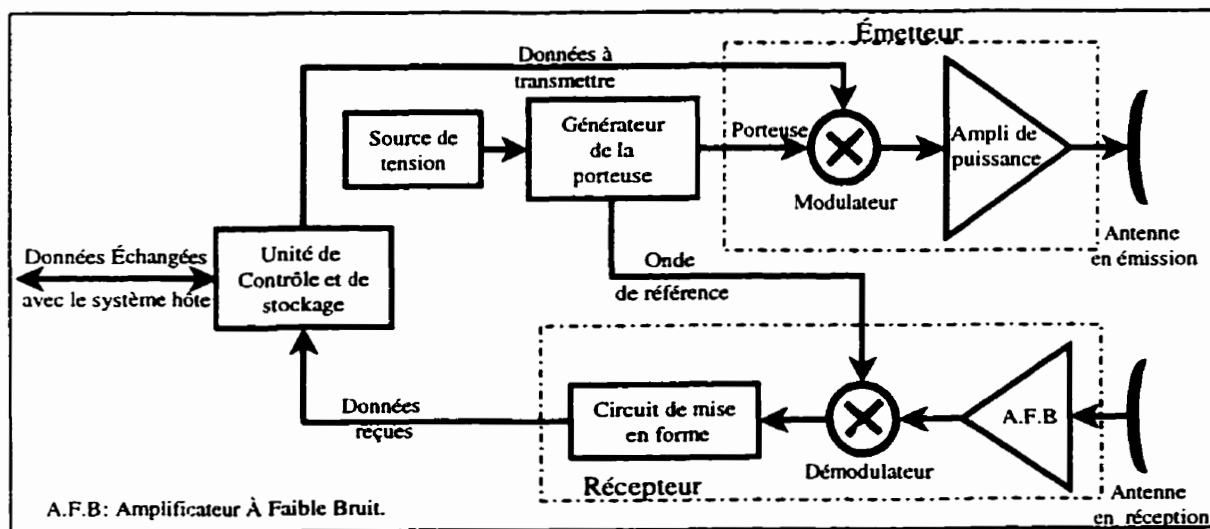 Émetteur
Données à
transmettre
Source de
tension
Générateur
de la
porteuse
Porteuse
Modulateur
Ampli de
puissance
Antenne
en émission
Données Échangées
avec le système hôte
Unité de
Contrôle et de
stockage
Onde
de référence
Données
reçues
Circuit de mise
en forme
Démodulateur
A.F.B
Récepteur
Antenne
en réception
A.F.B: Amplificateur À Faible Bruit.